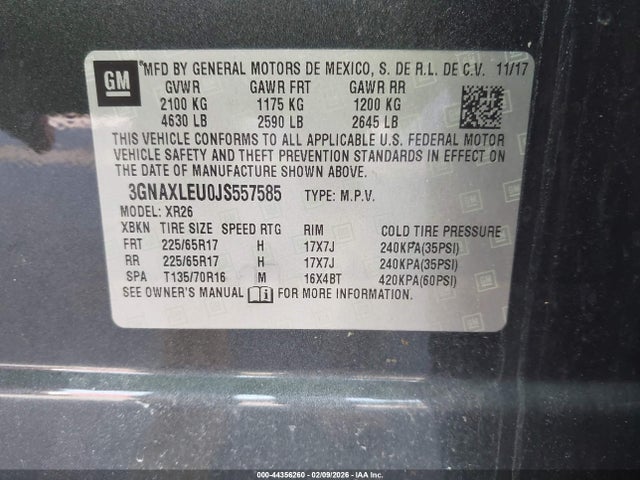 GM
MFD BY GENERAL MOTORS DE MEXICO, S. DE R.L. DE C.V. 11/17
GVWR GAWR FRT GAWR RR
2100 KG 1175 KG 1200 KG
4630 LB 2590 LB 2645 LB
THIS VEHICLE CONFORMS TO ALL APPLICABLE U.S. FEDERAL MOTOR
VEHICLE SAFETY AND THEFT PREVENTION STANDARDS IN EFFECT ON
THE DATE OF MANUFACTURE SHOWN ABOVE.
3GNAXLEU0JS557585 TYPE: M.P.V.
MODEL: XR26
XBKN TIRE SIZE SPEED RTG RIM COLD TIRE PRESSURE
FRT 225/65R17 H 17X7J 240KPA(35PSI)
RR 225/65R17 H 17X7J 240KPA(35PSI)
SPA T135/70R16 M 16X4BT 420KPA(60PSI)
SEE OWNER'S MANUAL FOR MORE INFORMATION.
000-44356260 - 02/09/2026 - IAA Inc.